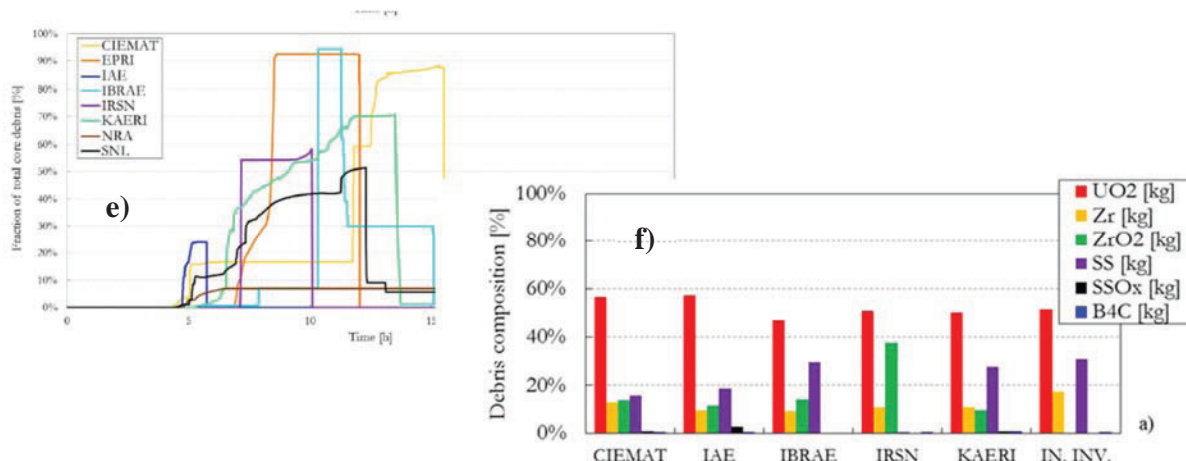 100%
90%
80%
70%
60%
50%
40%
30%
20%
10%
0%
Fraction of total core debris [%]
CIEMAT
EPRI
IAE
IBRAE
IRSN
KAERI
NRA
SNL
e)
0 5 10 15
Time [h]
100%
80%
60%
40%
20%
0%
Debris composition [%]
f)
UO2 [kg]
Zr [kg]
ZrO2 [kg]
SS [kg]
SSOx [kg]
B4C [kg]
a)
CIEMAT IAE IBRAE IRSN KAERI IN. INV.